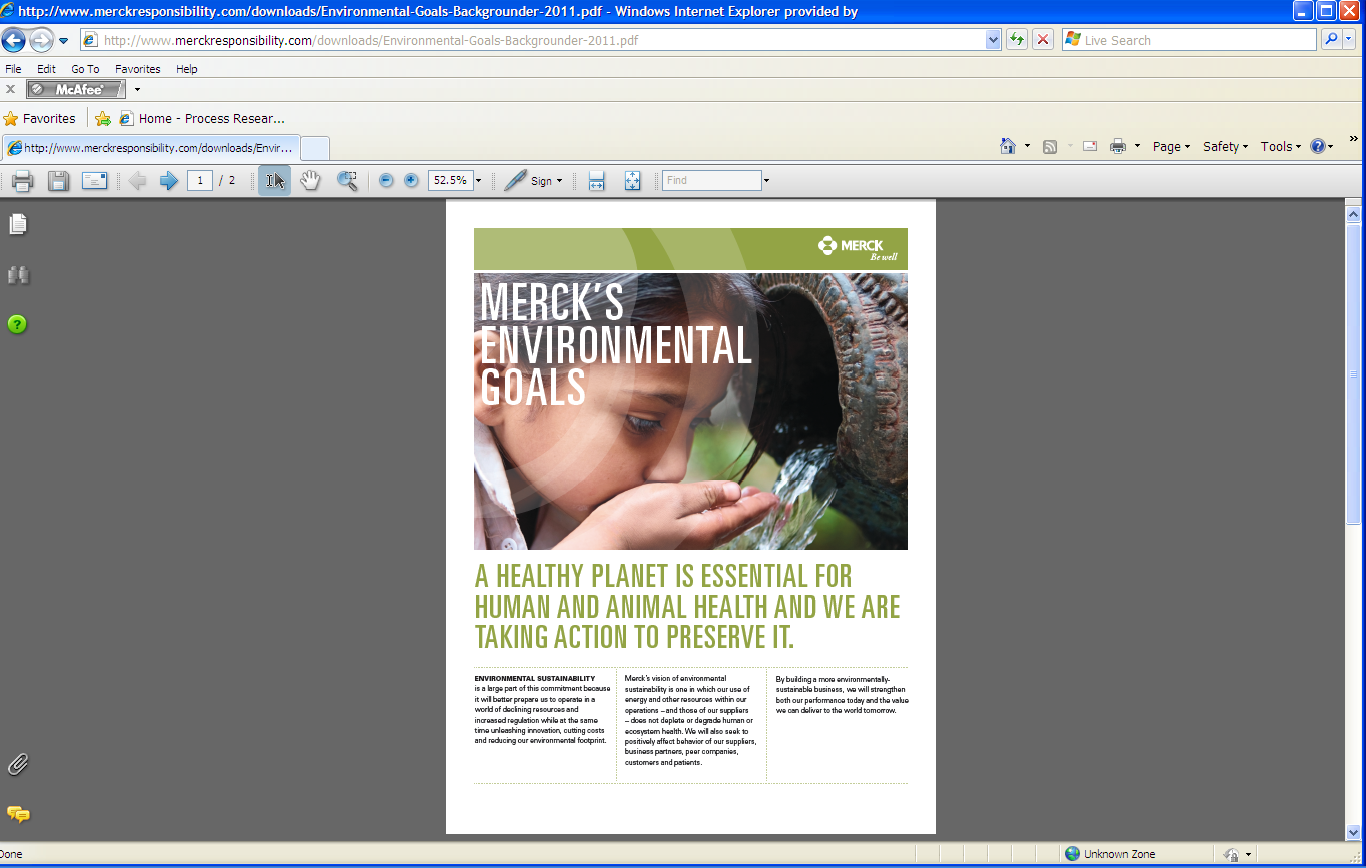 http://www.merckresponsibility.com/downloads/Environmental-Goals-Backgrounder-2011.pdf - Windows Internet Explorer provided by
http://www.merckresponsibility.com/downloads/Environmental-Goals-Backgrounder-2011.pdf
Live Search
File Edit Go To Favorites Help
x McAfee
Favorites Home - Process Resear...
http://www.merckresponsibility.com/downloads/Envir...
Page Safety Tools »
1 / 2 52.5% Sign Find
MERCK
Be well
MERCK'S
ENVIRONMENTAL
GOALS
A HEALTHY PLANET IS ESSENTIAL FOR
HUMAN AND ANIMAL HEALTH AND WE ARE
TAKING ACTION TO PRESERVE IT.
ENVIRONMENTAL SUSTAINABILITY
is a large part of this commitment because
it will better prepare us to operate in a
world of declining resources and
increased regulation while at the same
time unleashing innovation, cutting costs
and reducing our environmental footprint.
Merck's vision of environmental
sustainability is one in which our use of
energy and other resources within our
operations – and those of our suppliers
– does not deplete or degrade human or
ecosystem health. We will also seek to
positively affect behavior of our suppliers,
business partners, peer companies,
customers and patients.
By building a more environmentally-
sustainable business, we will strengthen
both our performance today and the value
we can deliver to the world tomorrow.
Done
Unknown Zone